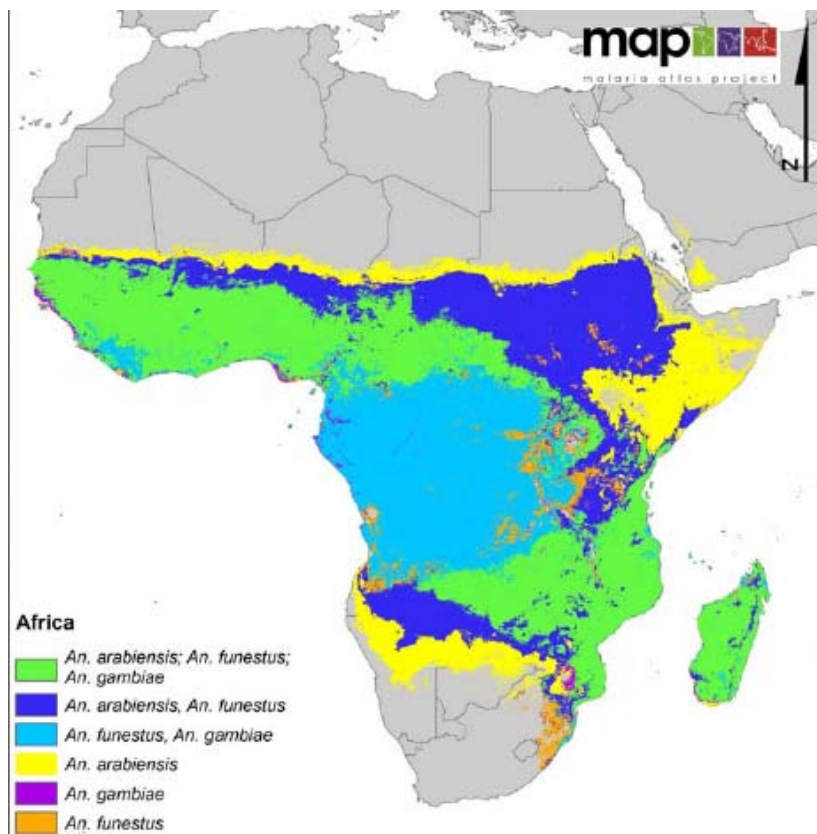 map
malaria atlas project
N
Africa
An. arabiensis; An. funestus;
An. gambiae
An. arabiensis, An. funestus
An. funestus, An. gambiae
An. arabiensis
An. gambiae
An. funestus